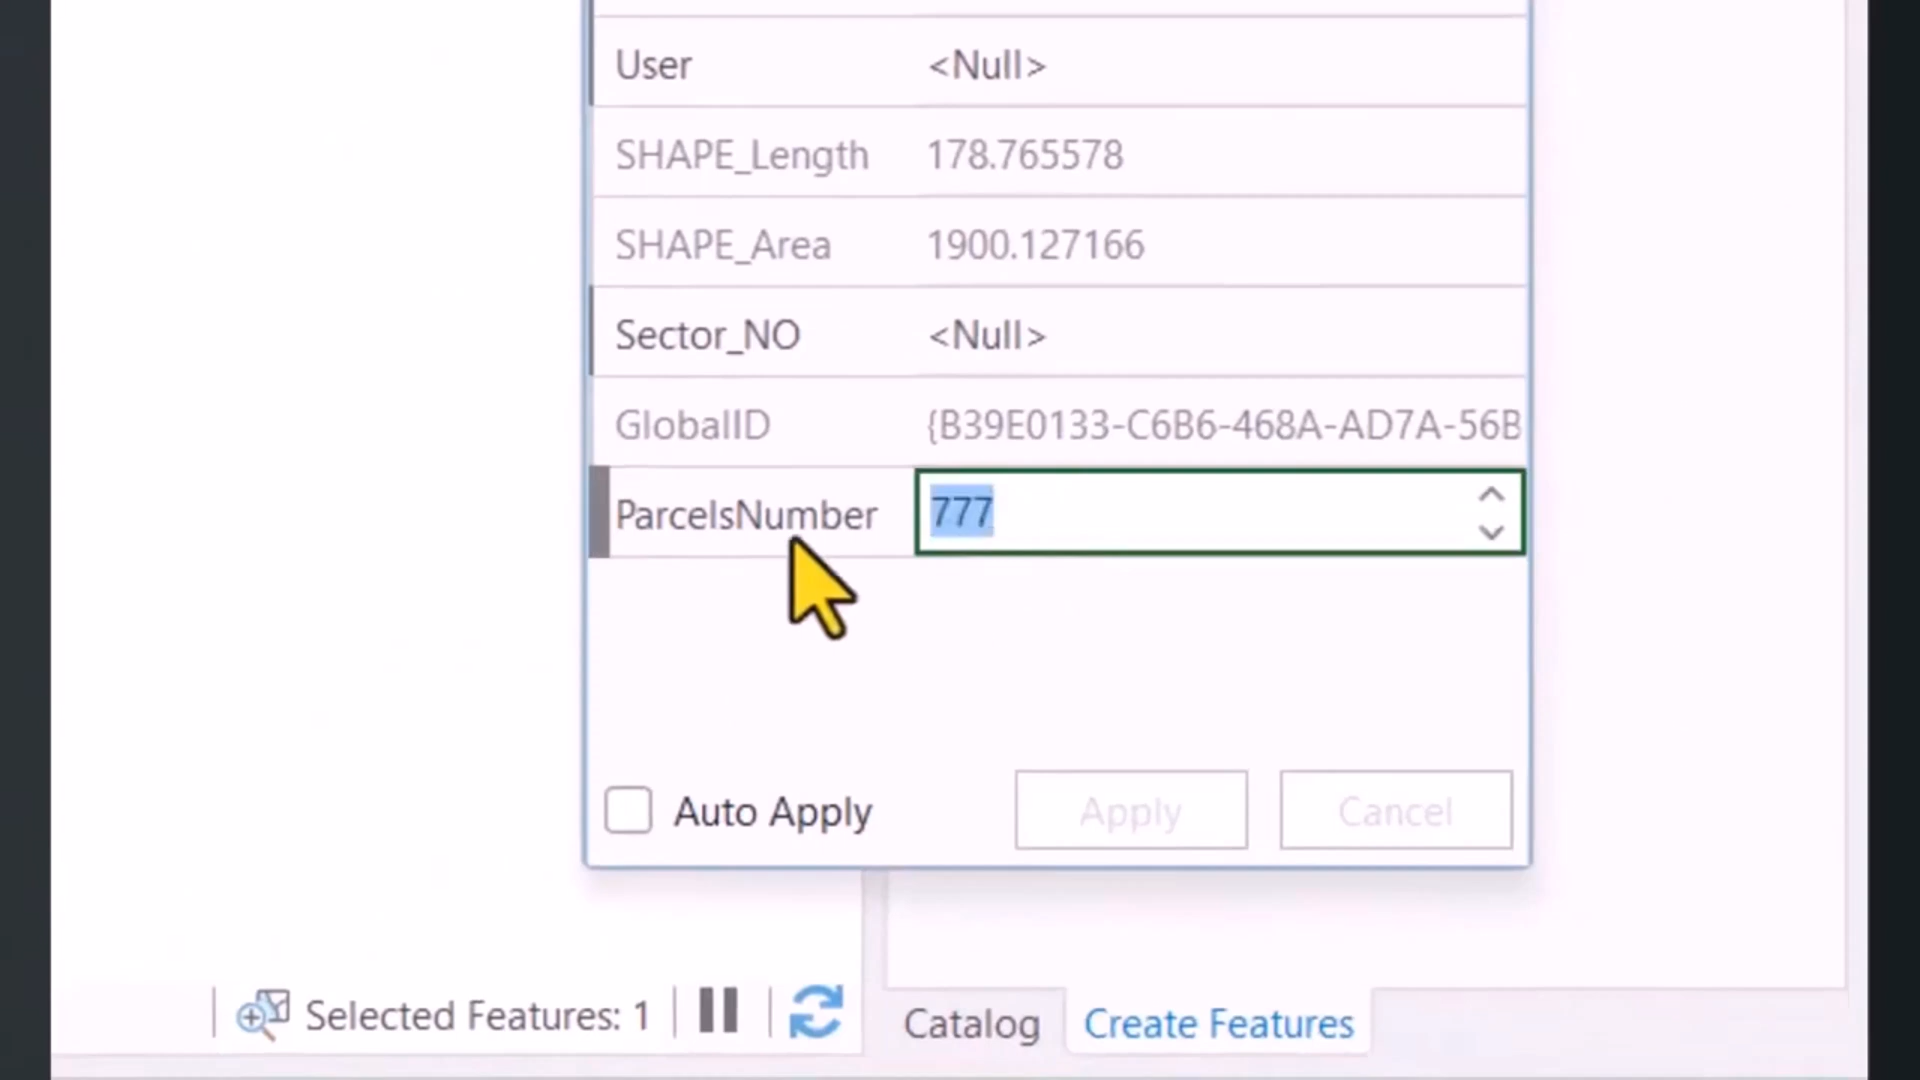 User <Null>
SHAPE_Length 178.765578
SHAPE_Area 1900.127166
Sector_NO <Null>
GlobalID {B39E0133-C6B6-468A-AD7A-56B
ParcelsNumber 777
Auto Apply Apply Cancel
Selected Features: 1
Catalog Create Features